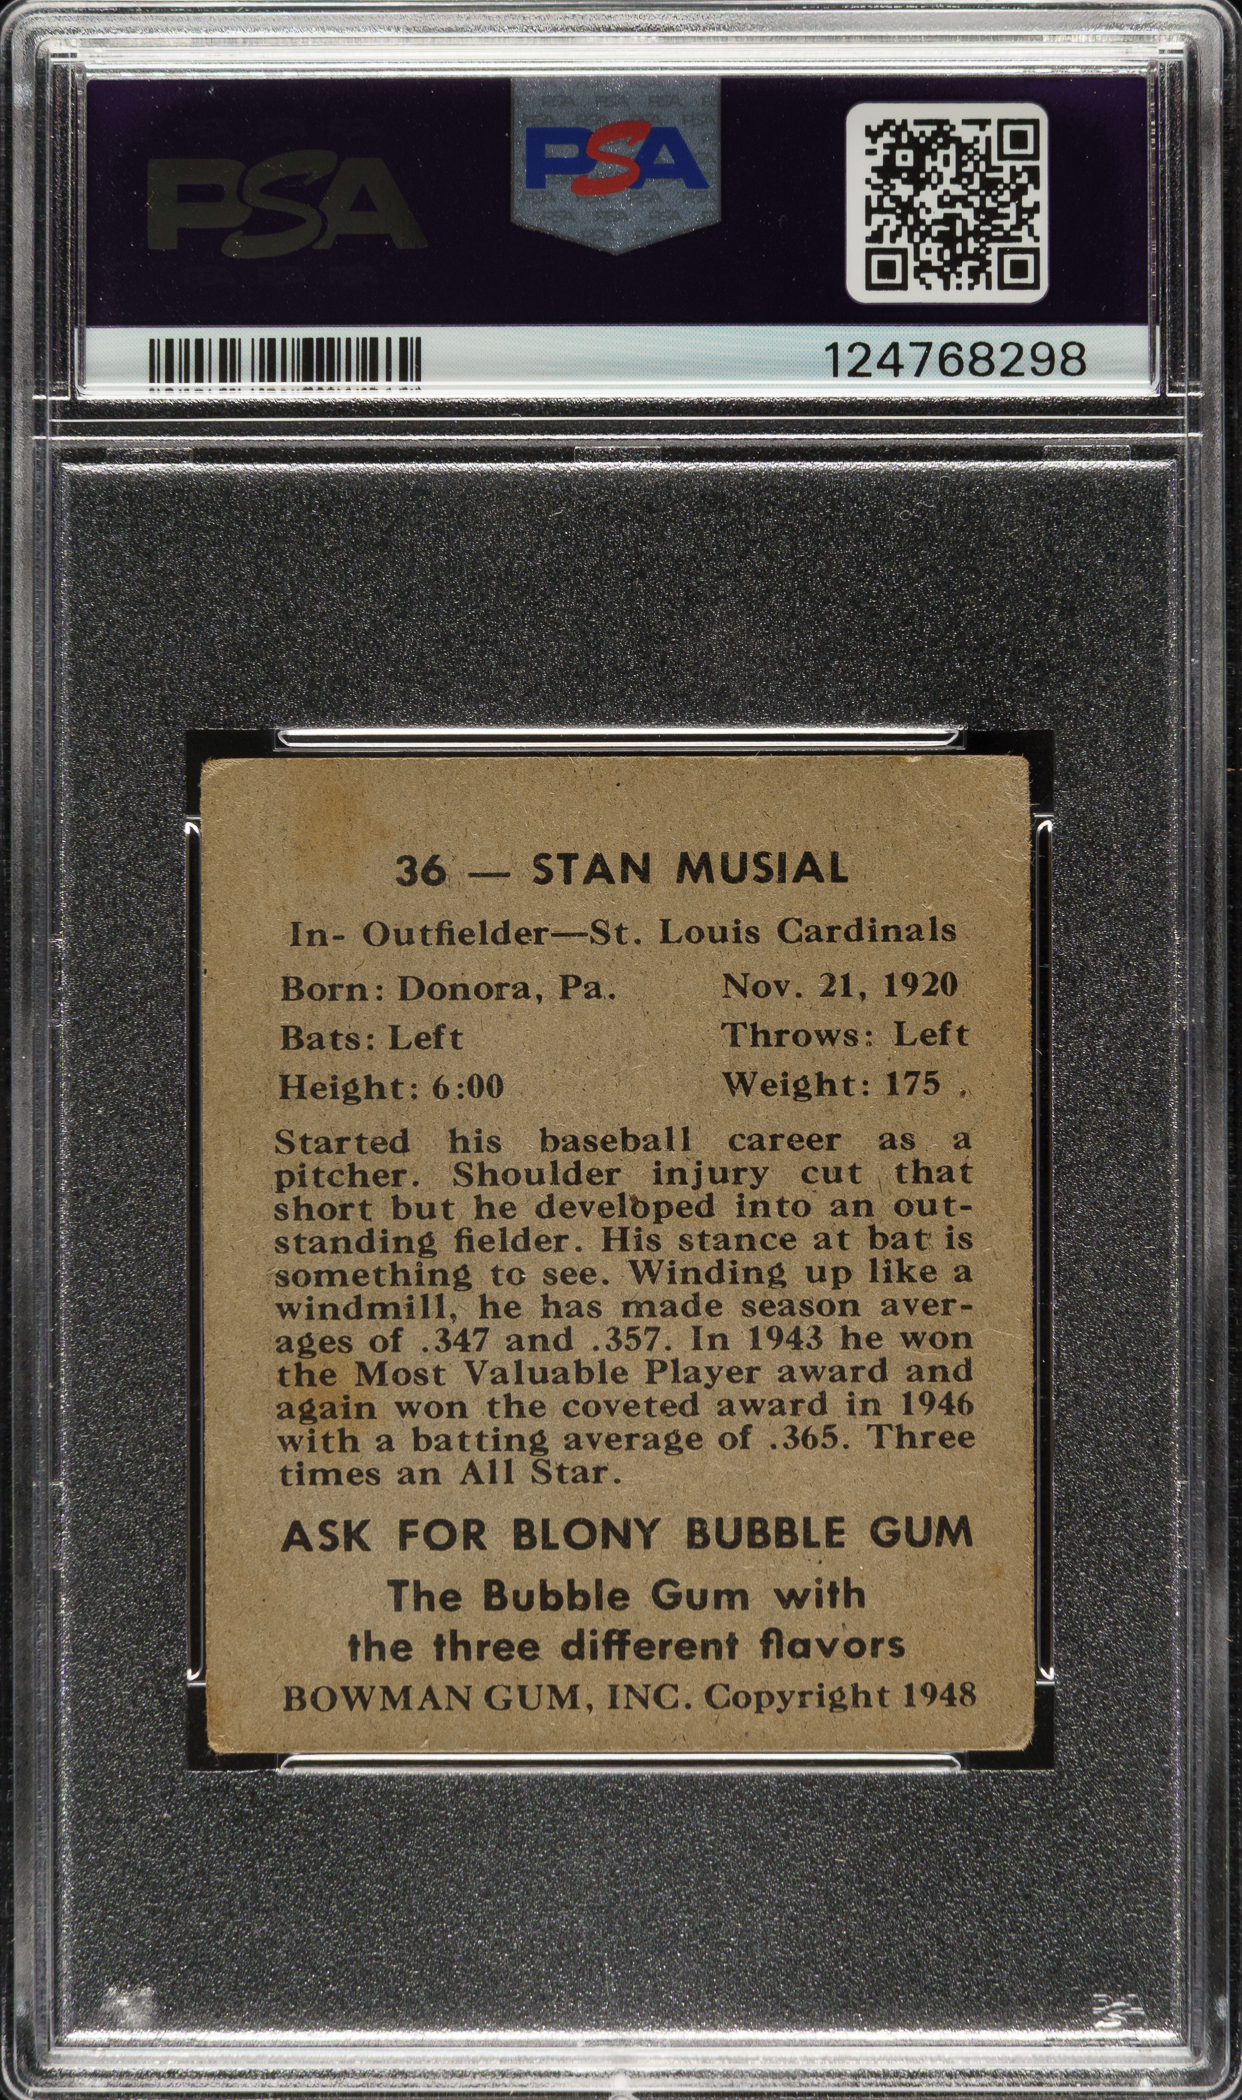 PSA
PSA
124768298
36 — STAN MUSIAL
In- Outfielder—St. Louis Cardinals
Born: Donora, Pa. Nov. 21, 1920
Bats: Left Throws: Left
Height: 6:00 Weight: 175
Started his baseball career as a
pitcher. Shoulder injury cut that
short but he developed into an out-
standing fielder. His stance at bat is
something to see. Winding up like a
windmill, he has made season aver-
ages of .347 and .357. In 1943 he won
the Most Valuable Player award and
again won the coveted award in 1946
with a batting average of .365. Three
times an All Star.
ASK FOR BLONY BUBBLE GUM
The Bubble Gum with
the three different flavors
BOWMAN GUM, INC. Copyright 1948